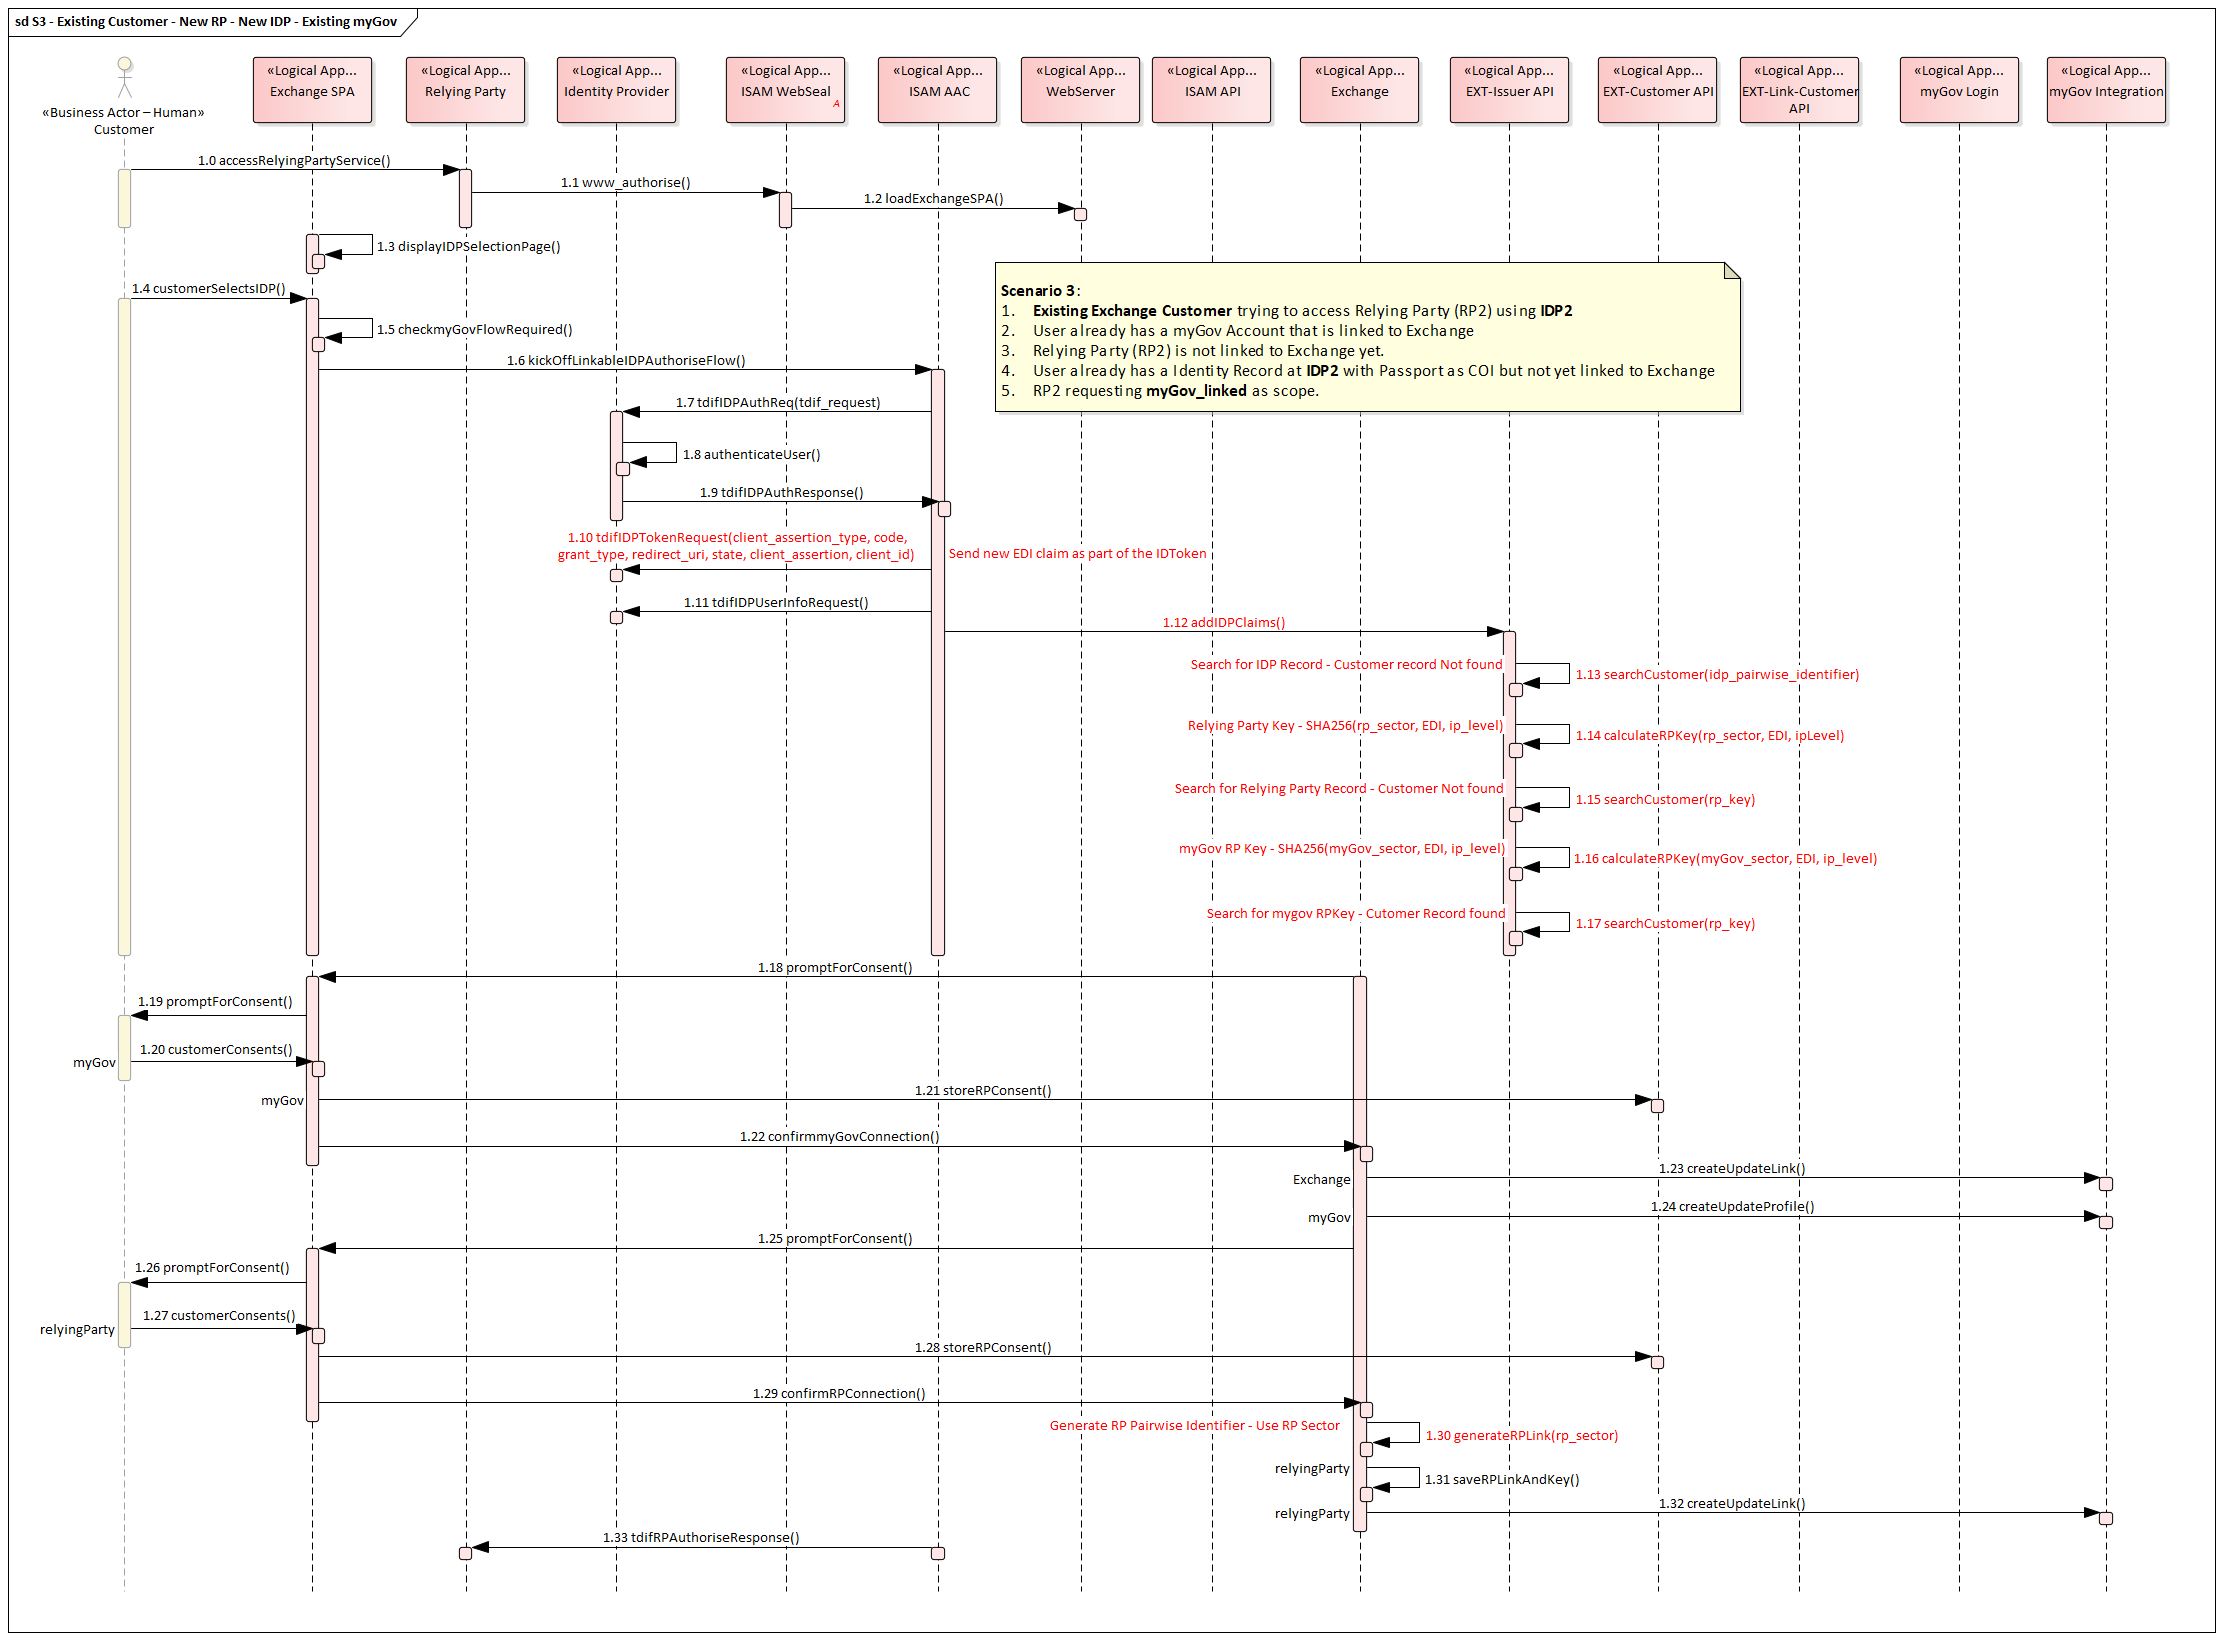 sd S3 - Existing Customer - New RP - New IDP - Existing myGov
«Business Actor – Human»
Customer
«Logical App...
Exchange SPA
«Logical App...
Relying Party
«Logical App...
Identity Provider
«Logical App...
ISAM WebSeal
A
«Logical App...
ISAM AAC
«Logical App...
WebServer
«Logical App...
ISAM API
«Logical App...
Exchange
«Logical App...
EXT-Issuer API
«Logical App...
EXT-Customer API
«Logical App...
EXT-Link-Customer
API
«Logical App...
myGov Login
«Logical App...
myGov Integration
1.0 accessRelyingPartyService()
1.1 www_authorise()
1.2 loadExchangeSPA()
1.3 displayIDPSelectionPage()
1.4 customerSelectsIDP()
Scenario 3:
1. Existing Exchange Customer trying to access Relying Party (RP2) using IDP2
2. User already has a myGov Account that is linked to Exchange
3. Relying Party (RP2) is not linked to Exchange yet.
4. User already has a Identity Record at IDP2 with Passport as COI but not yet linked to Exchange
5. RP2 requesting myGov_linked as scope.
1.5 checkmyGovFlowRequired()
1.6 kickOffLinkableIDPAuthoriseFlow()
1.7 tdifIDPAuthReq(tdif_request)
1.8 authenticateUser()
1.9 tdifIDPAuthResponse()
1.10 tdifIDPTokenRequest(client_assertion_type, code,
grant_type, redirect_uri, state, client_assertion, client_id)
Send new EDI claim as part of the IDToken
1.11 tdifIDPUserInfoRequest()
1.12 addIDPClaims()
Search for IDP Record - Customer record Not found
1.13 searchCustomer(idp_pairwise_identifier)
Relying Party Key - SHA256(rp_sector, EDI, ip_level)
1.14 calculateRPKey(rp_sector, EDI, ipLevel)
Search for Relying Party Record - Customer Not found
1.15 searchCustomer(rp_key)
myGov RP Key - SHA256(myGov_sector, EDI, ip_level)
1.16 calculateRPKey(myGov_sector, EDI, ip_level)
Search for mygov RPKey - Cutomer Record found
1.17 searchCustomer(rp_key)
1.18 promptForConsent()
1.19 promptForConsent()
1.20 customerConsents()
myGov
1.21 storeRPConsent()
myGov
1.22 confirmmyGovConnection()
1.23 createUpdateLink()
Exchange
1.24 createUpdateProfile()
myGov
1.25 promptForConsent()
1.26 promptForConsent()
1.27 customerConsents()
relyingParty
1.28 storeRPConsent()
1.29 confirmRPConnection()
Generate RP Pairwise Identifier - Use RP Sector
1.30 generateRPLink(rp_sector)
relyingParty
1.31 saveRPLinkAndKey()
1.32 createUpdateLink()
relyingParty
1.33 tdifRPAuthoriseResponse()